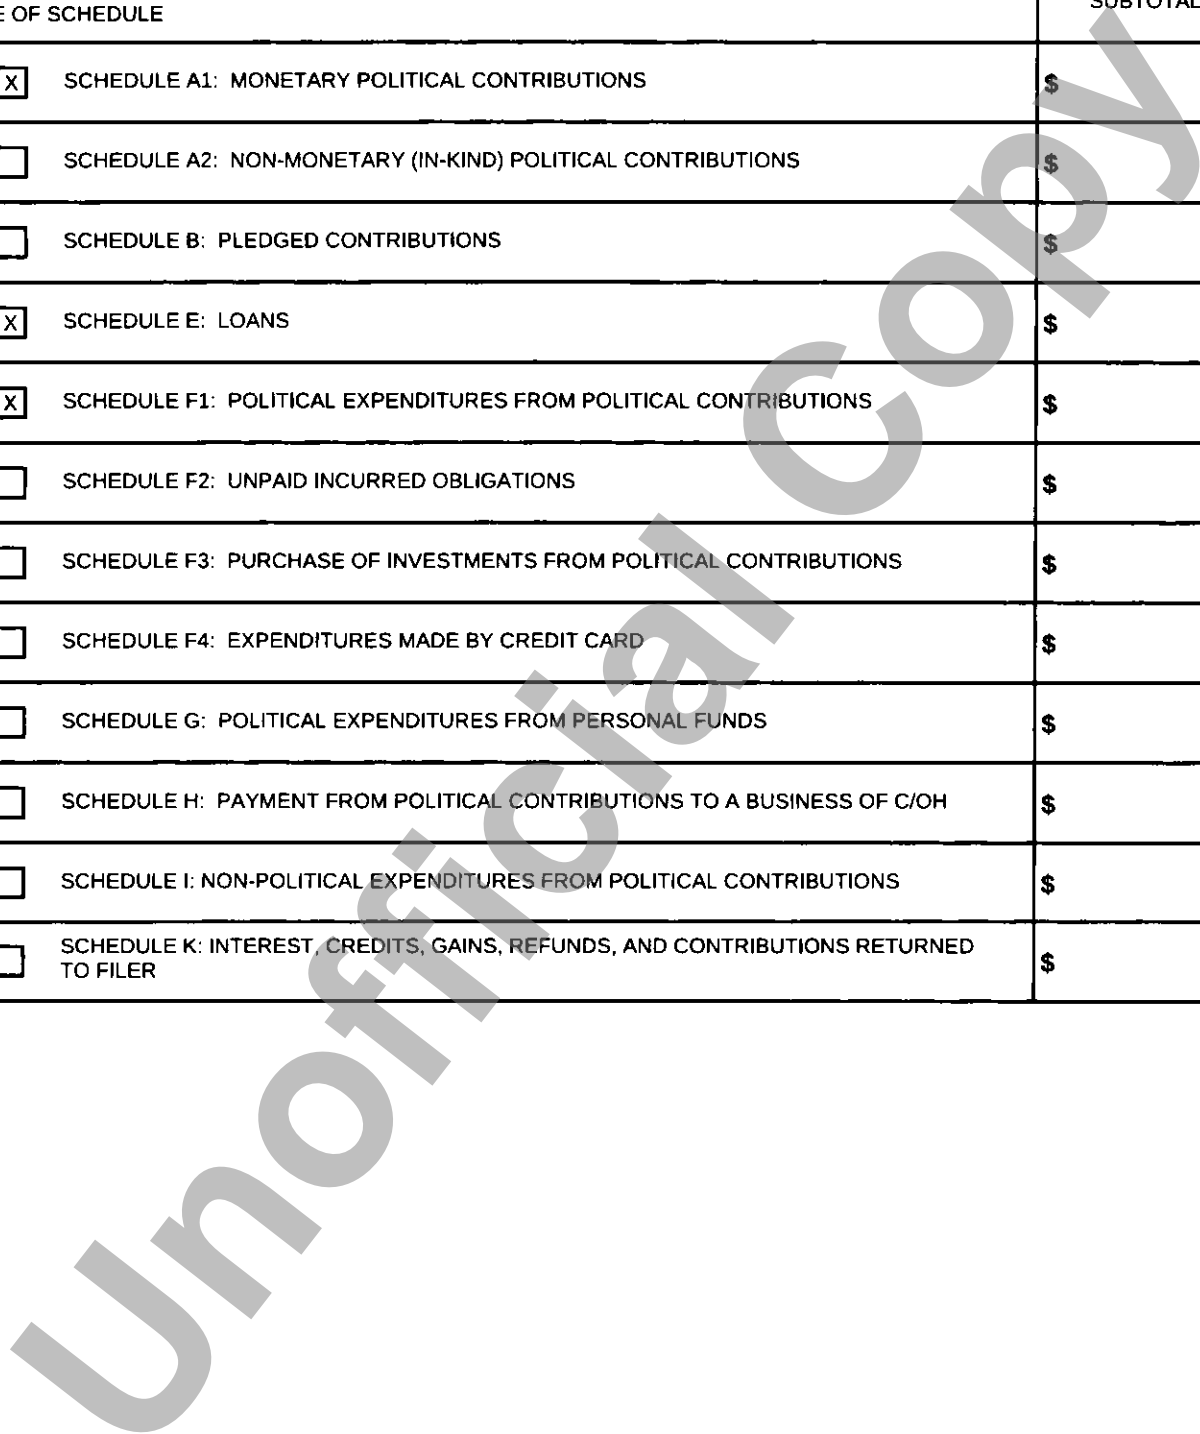 E OF SCHEDULE
SUBTOTAL
X SCHEDULE A1: MONETARY POLITICAL CONTRIBUTIONS $
SCHEDULE A2: NON-MONETARY (IN-KIND) POLITICAL CONTRIBUTIONS $
SCHEDULE B: PLEDGED CONTRIBUTIONS $
X SCHEDULE E: LOANS $
X SCHEDULE F1: POLITICAL EXPENDITURES FROM POLITICAL CONTRIBUTIONS $
SCHEDULE F2: UNPAID INCURRED OBLIGATIONS $
SCHEDULE F3: PURCHASE OF INVESTMENTS FROM POLITICAL CONTRIBUTIONS $
SCHEDULE F4: EXPENDITURES MADE BY CREDIT CARD $
SCHEDULE G: POLITICAL EXPENDITURES FROM PERSONAL FUNDS $
SCHEDULE H: PAYMENT FROM POLITICAL CONTRIBUTIONS TO A BUSINESS OF C/OH $
SCHEDULE I: NON-POLITICAL EXPENDITURES FROM POLITICAL CONTRIBUTIONS $
SCHEDULE K: INTEREST, CREDITS, GAINS, REFUNDS, AND CONTRIBUTIONS RETURNED
TO FILER $
Unofficial Copy